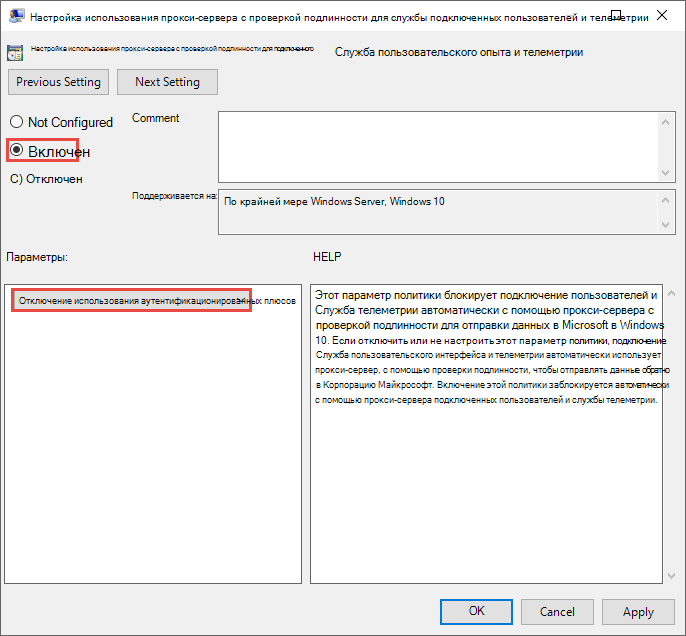 Настройка использования прокси-сервера с проверкой подлинности для службы подключенных пользователей и телеметрии
Настройка использования прокси-сервера с проверкой подлинности для подключенного
Служба пользовательского опыта и телеметрии
Previous Setting
Next Setting
Not Configured
Comment
Включен
C) Отключен
Поддерживается на:
По крайней мере Windows Server, Windows 10
Параметры:
HELP
Отключение использования аутентификационированных плюсов
Этот параметр политики блокирует подключение пользователей и
Служба телеметрии автоматически с помощью прокси-сервера с
проверкой подлинности для отправки данных в Microsoft в Windows
10. Если отключить или не настроить этот параметр политики, подключение
Служба пользовательского интерфейса и телеметрии автоматически использует
прокси-сервер, с помощью проверки подлинности, чтобы отправлять данные обратно
в Корпорацию Майкрософт. Включение этой политики заблокируется автоматически
с помощью прокси-сервера подключенных пользователей и службы телеметрии.
OK
Cancel
Apply